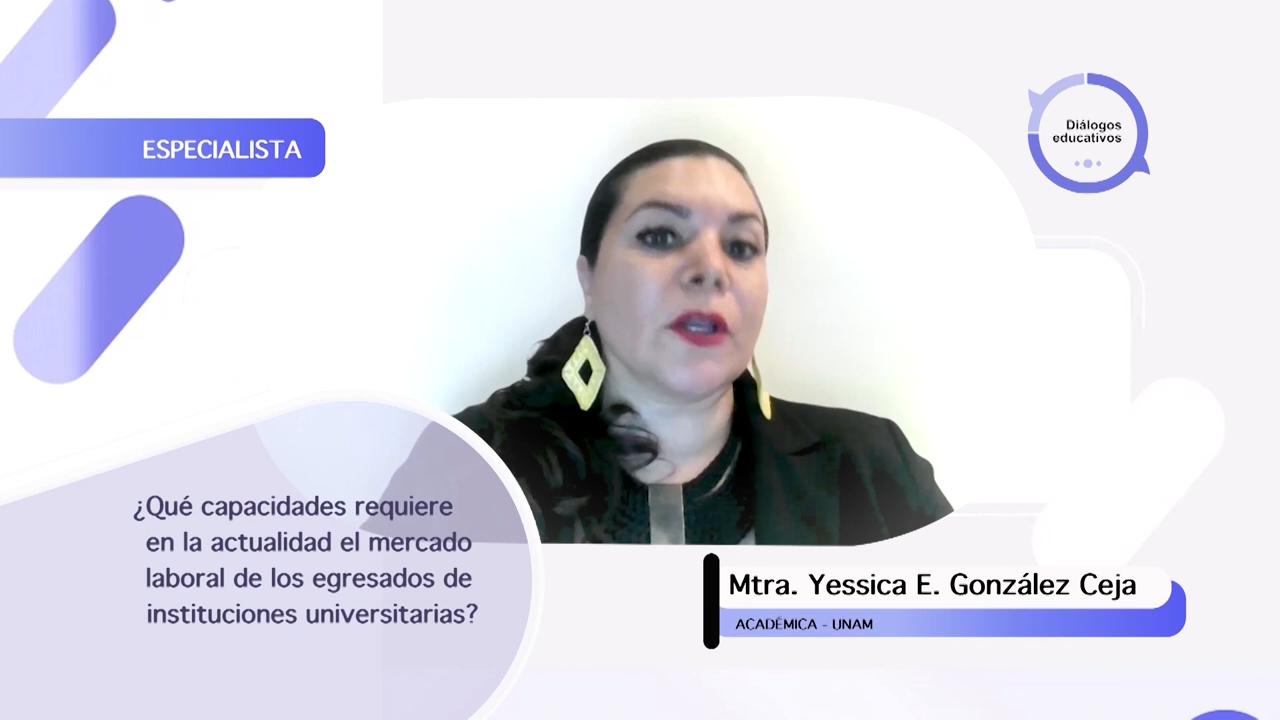 ESPECIALISTA
Diálogos
educativos
¿Qué capacidades requiere
en la actualidad el mercado
laboral de los egresados de
instituciones universitarias?
Mtra. Yessica E. González Ceja
ACADÉMICA - UNAM